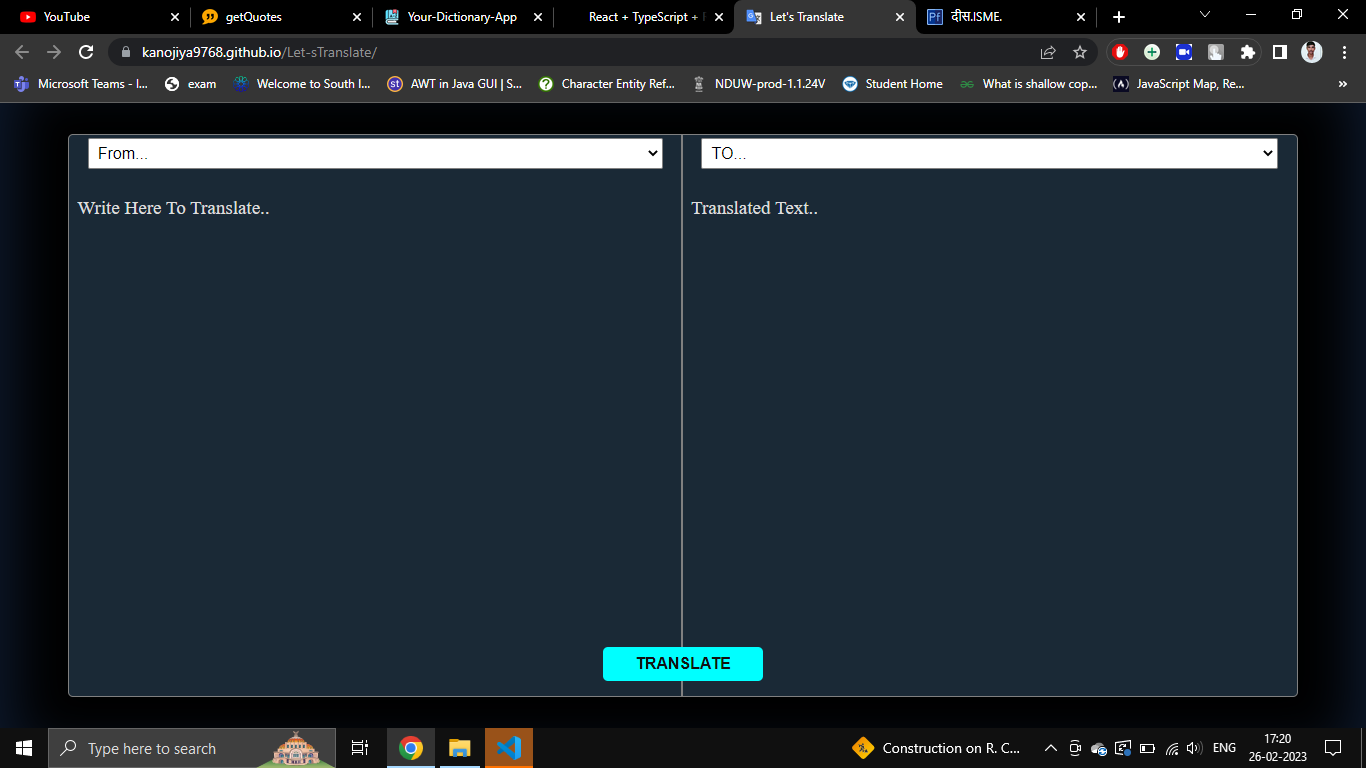 YouTube
getQuotes
Your-Dictionary-App
React + TypeScript +
Let's Translate
दीस.ISME.
kanojiya9768.github.io/Let-sTranslate/
Microsoft Teams - I...
exam
Welcome to South I...
AWT in Java GUI | S...
Character Entity Ref...
NDUW-prod-1.1.24V
Student Home
What is shallow cop...
JavaScript Map, Re...
»
From...
TO...
Write Here To Translate..
Translated Text..
TRANSLATE
Type here to search
Construction on R. C...
ENG
17:20
26-02-2023